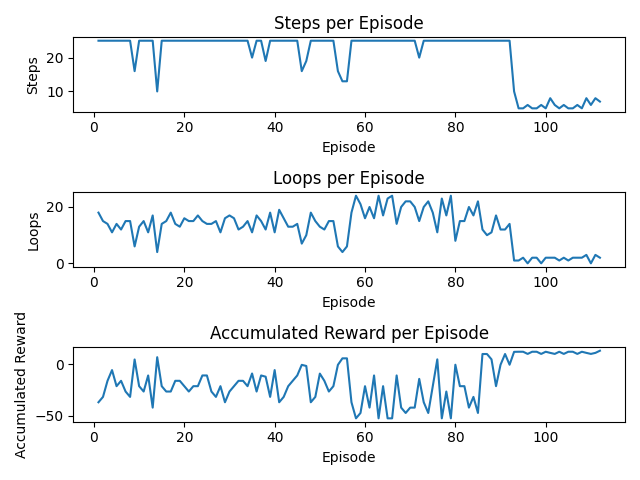 Steps per Episode
20
10
Steps
0 20 40 60 80 100
Episode
Loops per Episode
20
0
Loops
0 20 40 60 80 100
Episode
Accumulated Reward per Episode
0
−50
Accumulated Reward
0 20 40 60 80 100
Episode